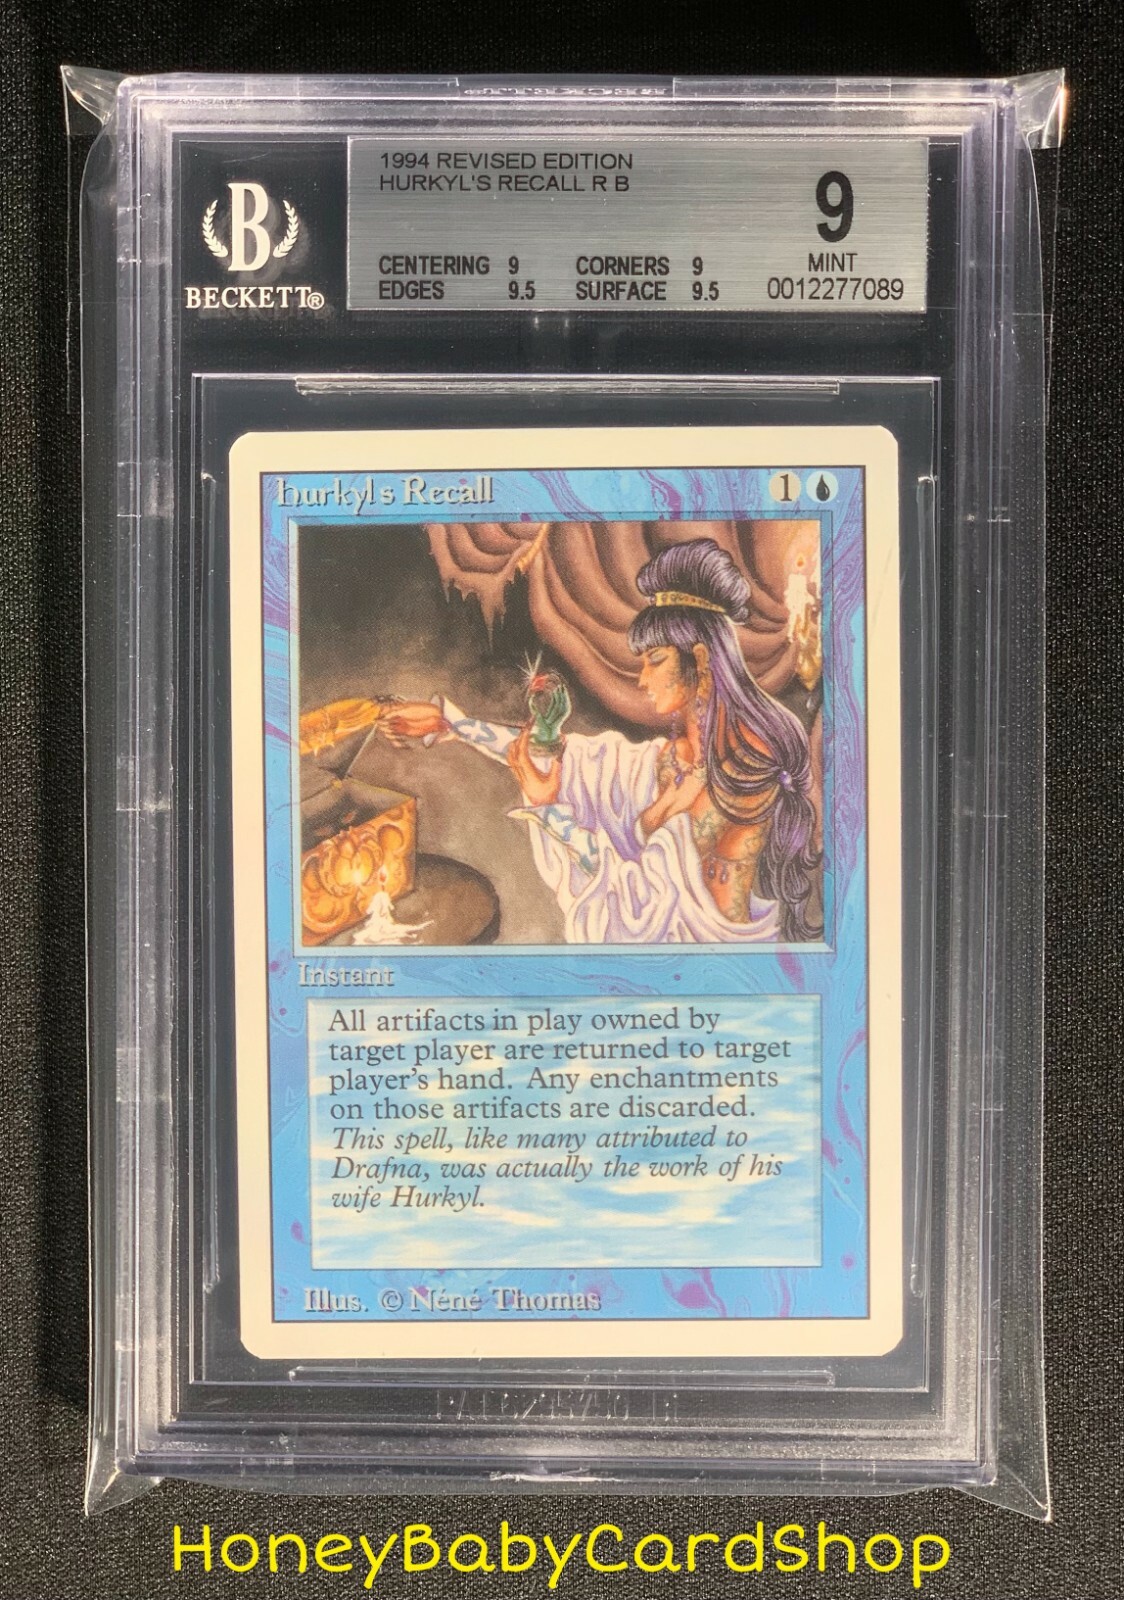 1994 REVISED EDITION
HURKYL'S RECALL R B
9
MINT
0012277089
CENTERING 9 CORNERS 9
EDGES 9.5 SURFACE 9.5
B
BECKETT®
Hurkyl's Recall 1
Instant
All artifacts in play owned by
target player are returned to target
player's hand. Any enchantments
on those artifacts are discarded.
This spell, like many attributed to
Drafna, was actually the work of his
wife Hurkyl.
Illus. © Néné Thomas
HoneyBabyCardShop